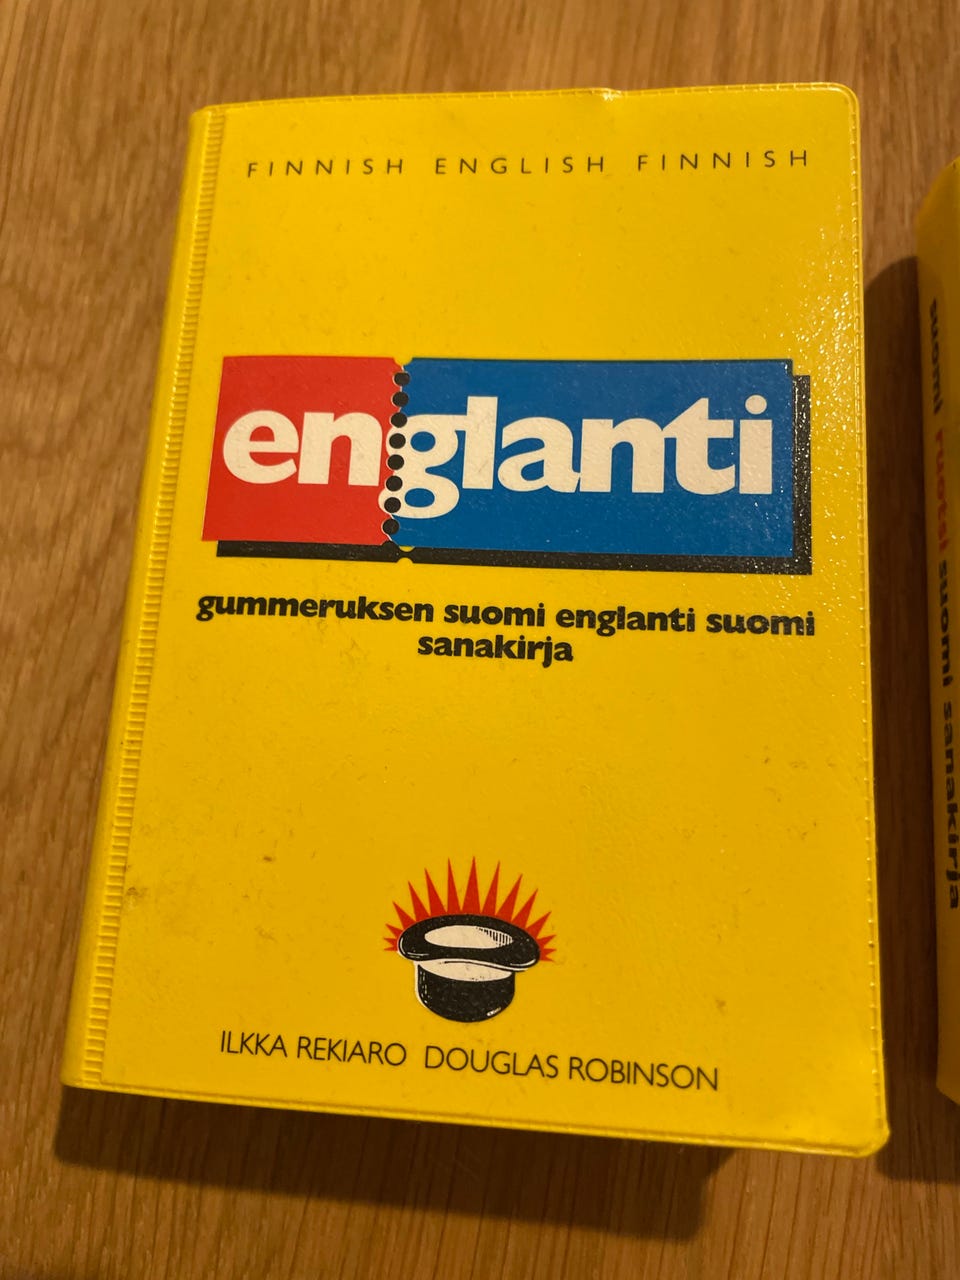 FINNISH ENGLISH FINNISH
englanti
gummeruksen suomi englanti suomi
sanakirja
ILKKA REKIARO DOUGLAS ROBINSON
suomi ruotsi suomi sanakirja